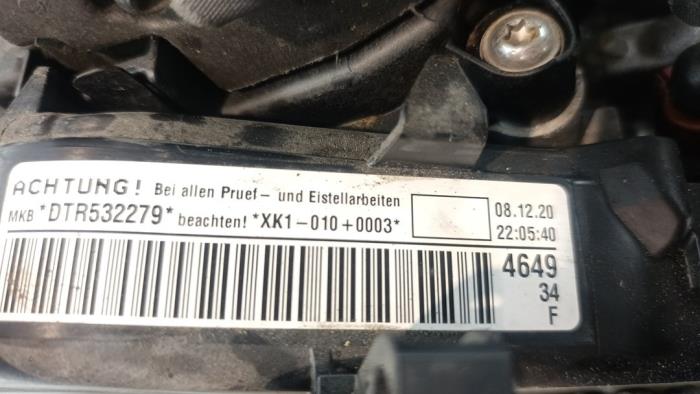 ACHTUNG! Bei allen Pruef- und Eistellarbeiten
MKB *DTR532279* beachten! *XK1-010+0003*
08.12.20
22:05:40
4649
34
F